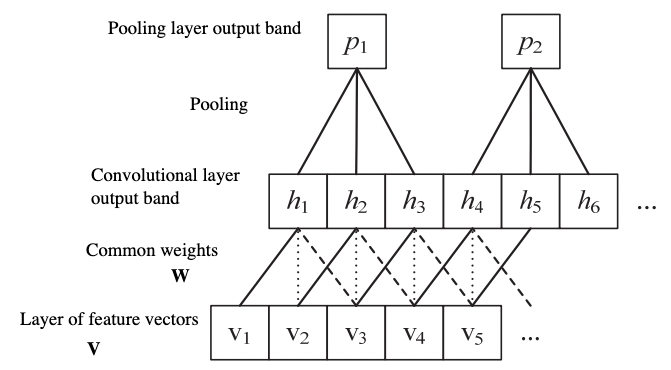 Pooling layer output band
p1 p2
Pooling
Convolutional layer
output band
h1 h2 h3 h4 h5 h6 ...
Common weights
W
Layer of feature vectors
V
v1 v2 v3 v4 v5 ...